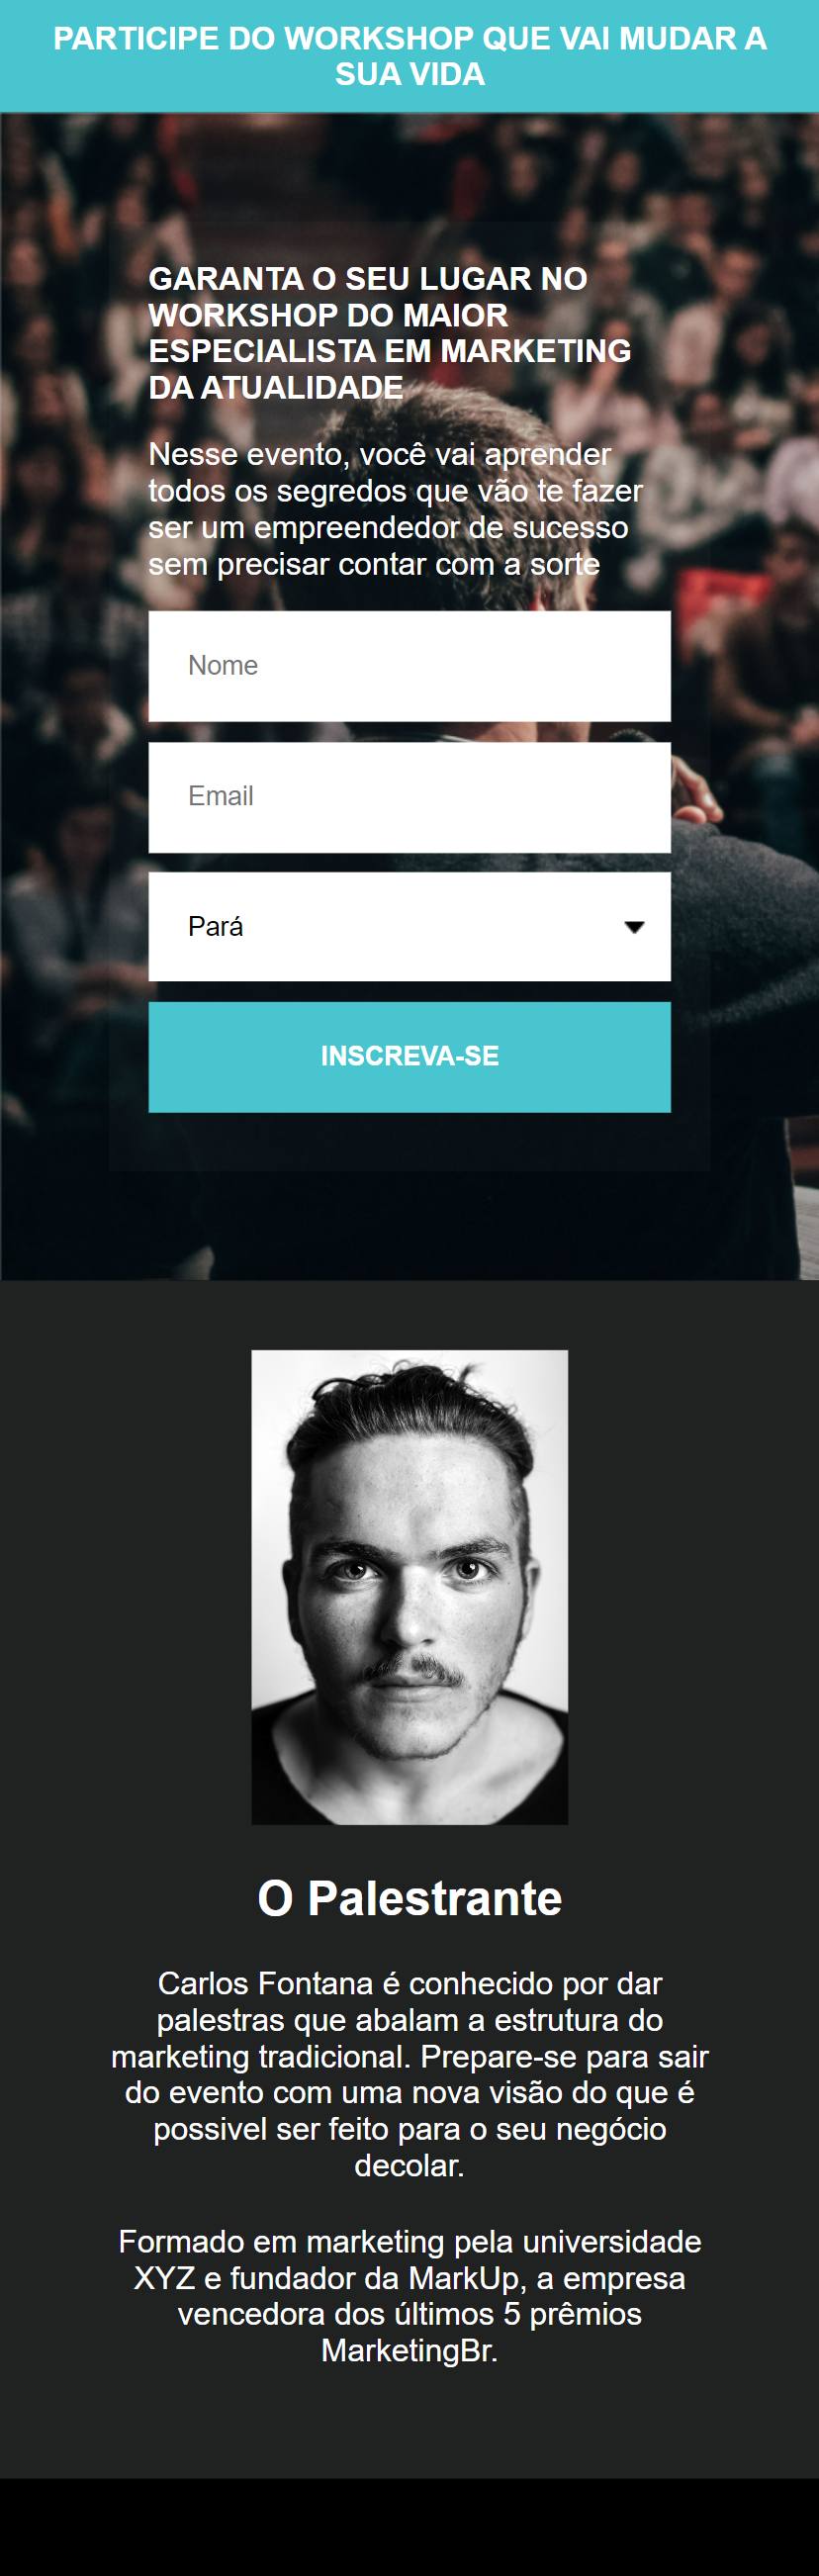 PARTICIPE DO WORKSHOP QUE VAI MUDAR A
SUA VIDA
GARANTA O SEU LUGAR NO
WORKSHOP DO MAIOR
ESPECIALISTA EM MARKETING
DA ATUALIDADE
Nesse evento, você vai aprender
todos os segredos que vão te fazer
ser um empreendedor de sucesso
sem precisar contar com a sorte
Nome
Email
Pará
INSCREVA-SE
O Palestrante
Carlos Fontana é conhecido por dar
palestras que abalam a estrutura do
marketing tradicional. Prepare-se para sair
do evento com uma nova visão do que é
possivel ser feito para o seu negócio
decolar.
Formado em marketing pela universidade
XYZ e fundador da MarkUp, a empresa
vencedora dos últimos 5 prêmios
MarketingBr.